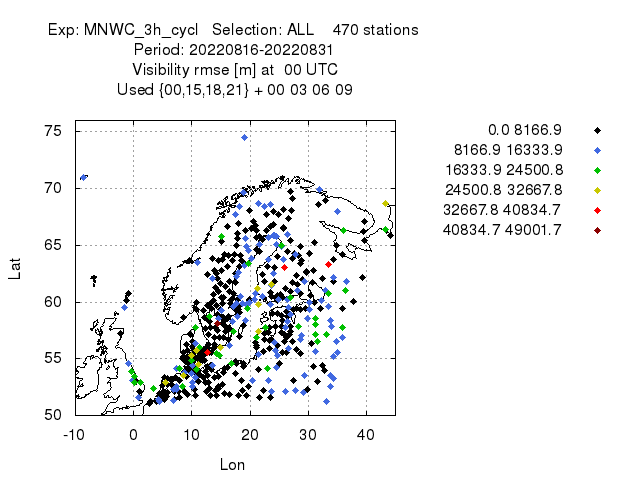 Exp: MNWC_3h_cycl Selection: ALL 470 stations
Period: 20220816-20220831
Visibility rmse [m] at 00 UTC
Used {00,15,18,21} + 00 03 06 09
0.0 8166.9
8166.9 16333.9
16333.9 24500.8
24500.8 32667.8
32667.8 40834.7
40834.7 49001.7
75
70
65
60
55
50
Lat
-10 0 10 20 30 40
Lon